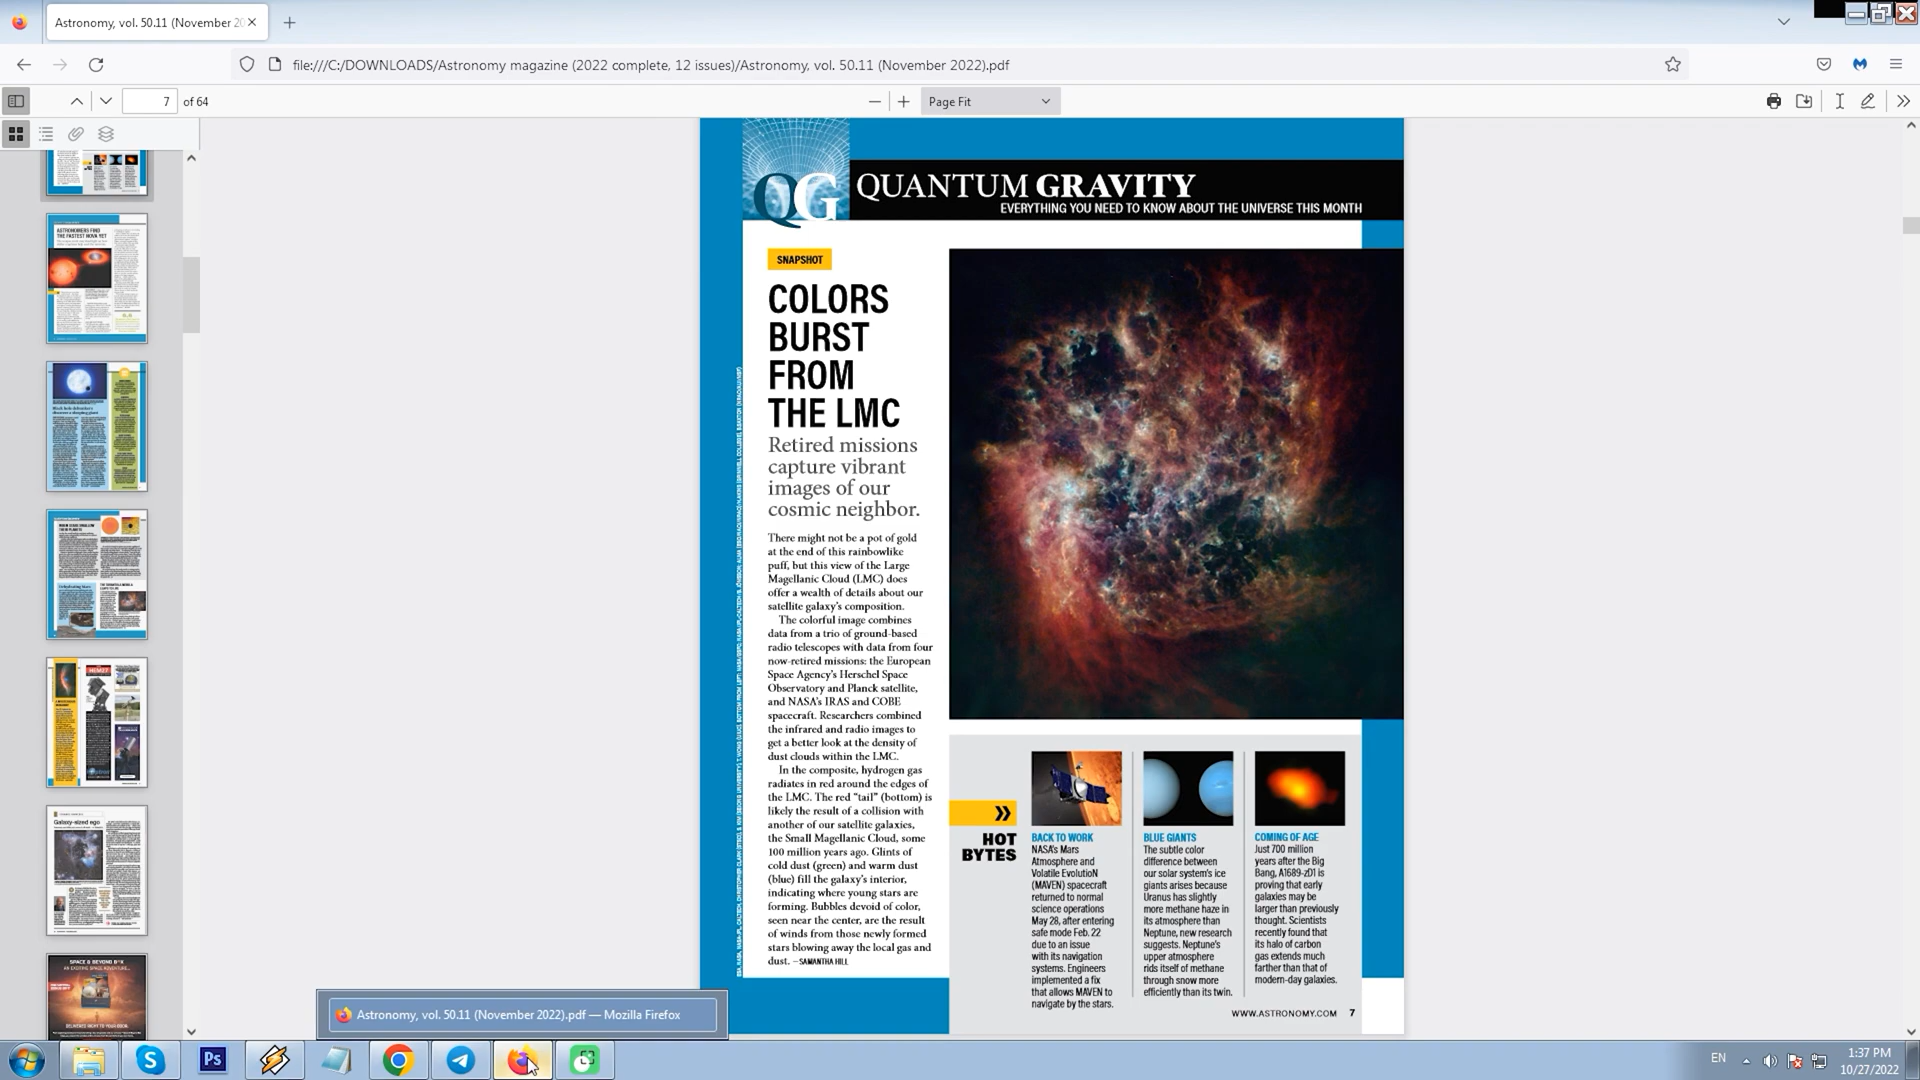 Astronomy, vol. 50.11 (November 20
file:///C:/DOWNLOADS/Astronomy magazine (2022 complete, 12 issues)/Astronomy, vol. 50.11 (November 2022).pdf
7 of 64
Page Fit
ASTRONOMERS FIND
THE FASTEST NOVA YET
Galaxy-sized ego
QG
QUANTUM GRAVITY
EVERYTHING YOU NEED TO KNOW ABOUT THE UNIVERSE THIS MONTH
SNAPSHOT
COLORS
BURST
FROM
THE LMC
Retired missions
capture vibrant
images of our
cosmic neighbor.
There might not be a pot of gold
at the end of this rainbowlike
puff, but this view of the Large
Magellanic Cloud (LMC) does
offer a wealth of details about our
satellite galaxy's composition.
The colorful image combines
data from a trio of ground-based
radio telescopes with data from four
now-retired missions: the European
Space Agency's Herschel Space
Observatory and Planck satellite,
and NASA's IRAS and COBE
spacecraft. Researchers combined
the infrared and radio images to
get a better look at the density of
dust clouds within the LMC.
In the composite, hydrogen gas
radiates in red around the edges of
the LMC. The red “tail” (bottom) is
likely the result of a collision with
another of our satellite galaxies,
the Small Magellanic Cloud, some
100 million years ago. Glints of
cold dust (green) and warm dust
(blue) fill the galaxy's interior,
indicating where young stars are
forming. Bubbles devoid of color,
seen near the center, are the result
of winds from those newly formed
stars blowing away the local gas and
dust. —SAMANTHA HILL
HOT
BYTES
BACK TO WORK
NASA's Mars
Atmosphere and
Volatile EvolutioN
(MAVEN) spacecraft
returned to normal
science operations
May 28, after entering
safe mode Feb. 22
due to an issue
with its navigation
systems. Engineers
implemented a fix
that allows MAVEN to
navigate by the stars.
BLUE GIANTS
The subtle color
difference between
our solar system's ice
giants arises because
Uranus has slightly
more methane haze in
its atmosphere than
Neptune, new research
suggests. Neptune's
upper atmosphere
rids itself of methane
through snow more
efficiently than its twin.
COMING OF AGE
Just 700 million
years after the Big
Bang, A1689-zD1 is
proving that early
galaxies may be
larger than previously
thought. Scientists
recently found that
its halo of carbon
gas extends much
farther than that of
modern-day galaxies.
WWW.ASTRONOMY.COM 7
Astronomy, vol. 50.11 (November 2022).pdf — Mozilla Firefox
Ps
EN
1:37 PM
10/27/2022